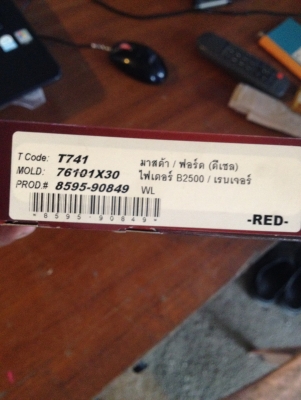 T Code: T741 มาสด้า / ฟอร์ด (ดีเซล)
MOLD: 76101X30 ไฟเตอร์ B2500 / เรนเจอร์
PROD.# 8595-90849 WL
*8595-90849*
-RED-